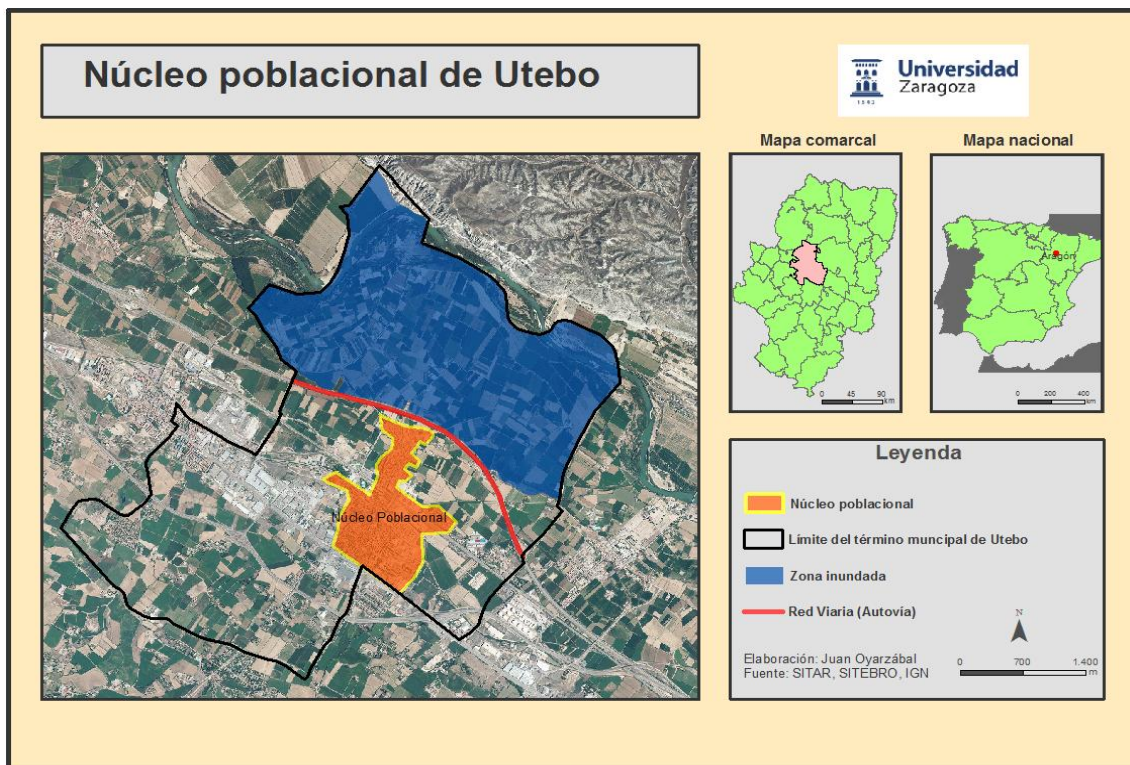 Núcleo poblacional de Utebo
Universidad
Zaragoza
1542
Mapa comarcal
Mapa nacional
Aragón
0 45 90
km
0 200 400
km
Núcleo Poblacional
Leyenda
Núcleo poblacional
Límite del término muncipal de Utebo
Zona inundada
Red Viaria (Autovía)
N
Elaboración: Juan Oyarzábal
Fuente: SITAR, SITEBRO, IGN
0 700 1.400
m